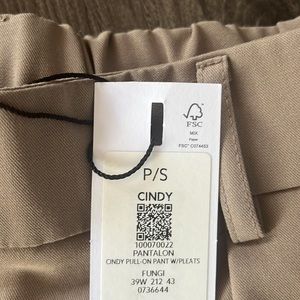 FSC
MIX
Paper
FSC® C074453
P/S
CINDY
100070022
PANTALON
CINDY PULL-ON PANT W/PLEATS
FUNGI
39W 212 43
0736644